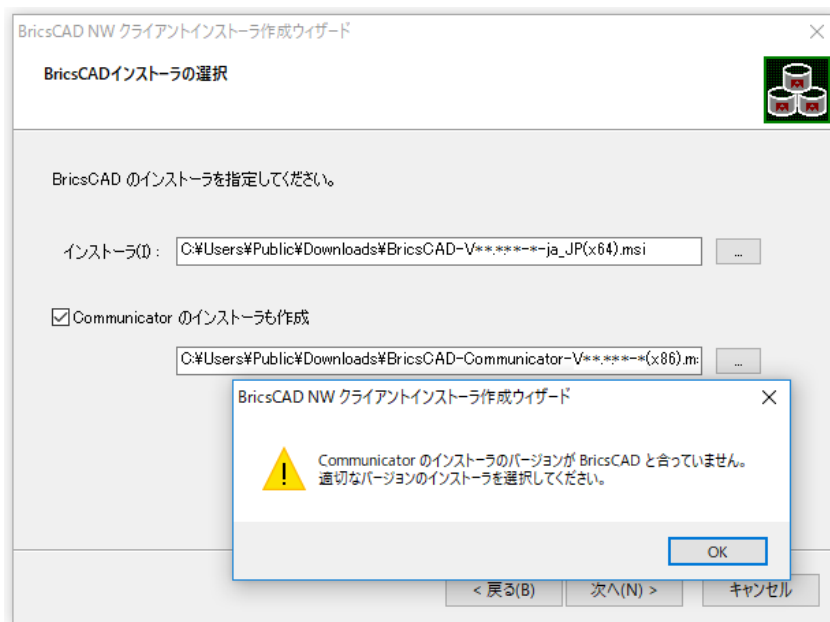 BricsCAD NW クライアントインストーラ作成ウィザード
BricsCADインストーラの選択
BricsCAD のインストーラを指定してください。
インストーラ(I) :
C:¥Users¥Public¥Downloads¥BricsCAD-V**.***-*-ja_JP(x64).msi
...
Communicator のインストーラも作成
C:¥Users¥Public¥Downloads¥BricsCAD-Communicator-V**.***-*(x86).m
...
BricsCAD NW クライアントインストーラ作成ウィザード
Communicator のインストーラのバージョンが BricsCAD と合っていません。
適切なバージョンのインストーラを選択してください。
OK
< 戻る(B)
次へ(N) >
キャンセル